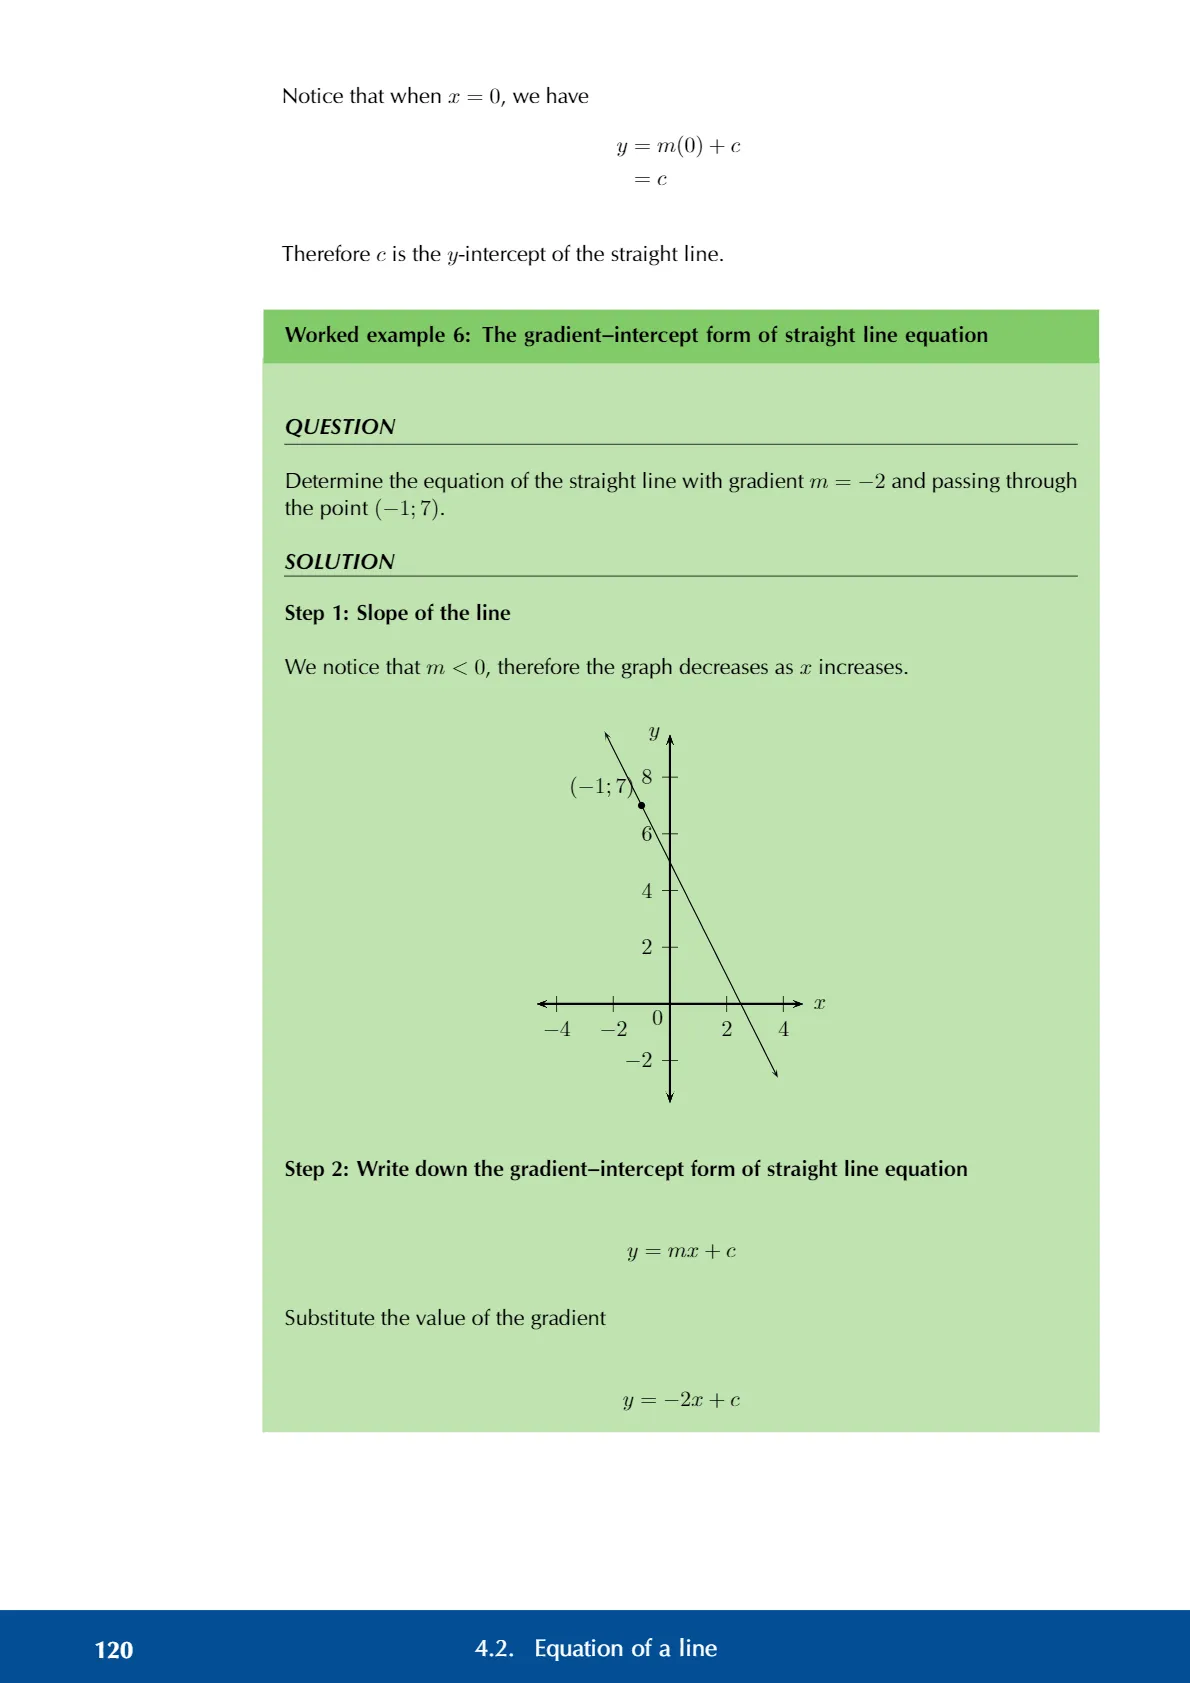 Notice that when x = 0, we have
y = m(0) + c
= c
Therefore c is the y-intercept of the straight line.
Worked example 6: The gradient–intercept form of straight line equation
QUESTION
Determine the equation of the straight line with gradient m = −2 and passing through
the point (−1; 7).
SOLUTION
Step 1: Slope of the line
We notice that m < 0, therefore the graph decreases as x increases.
y
8
(−1; 7)
6
4
2
x
0
−4 −2 2 4
−2
Step 2: Write down the gradient–intercept form of straight line equation
y = mx + c
Substitute the value of the gradient
y = −2x + c
120 4.2. Equation of a line